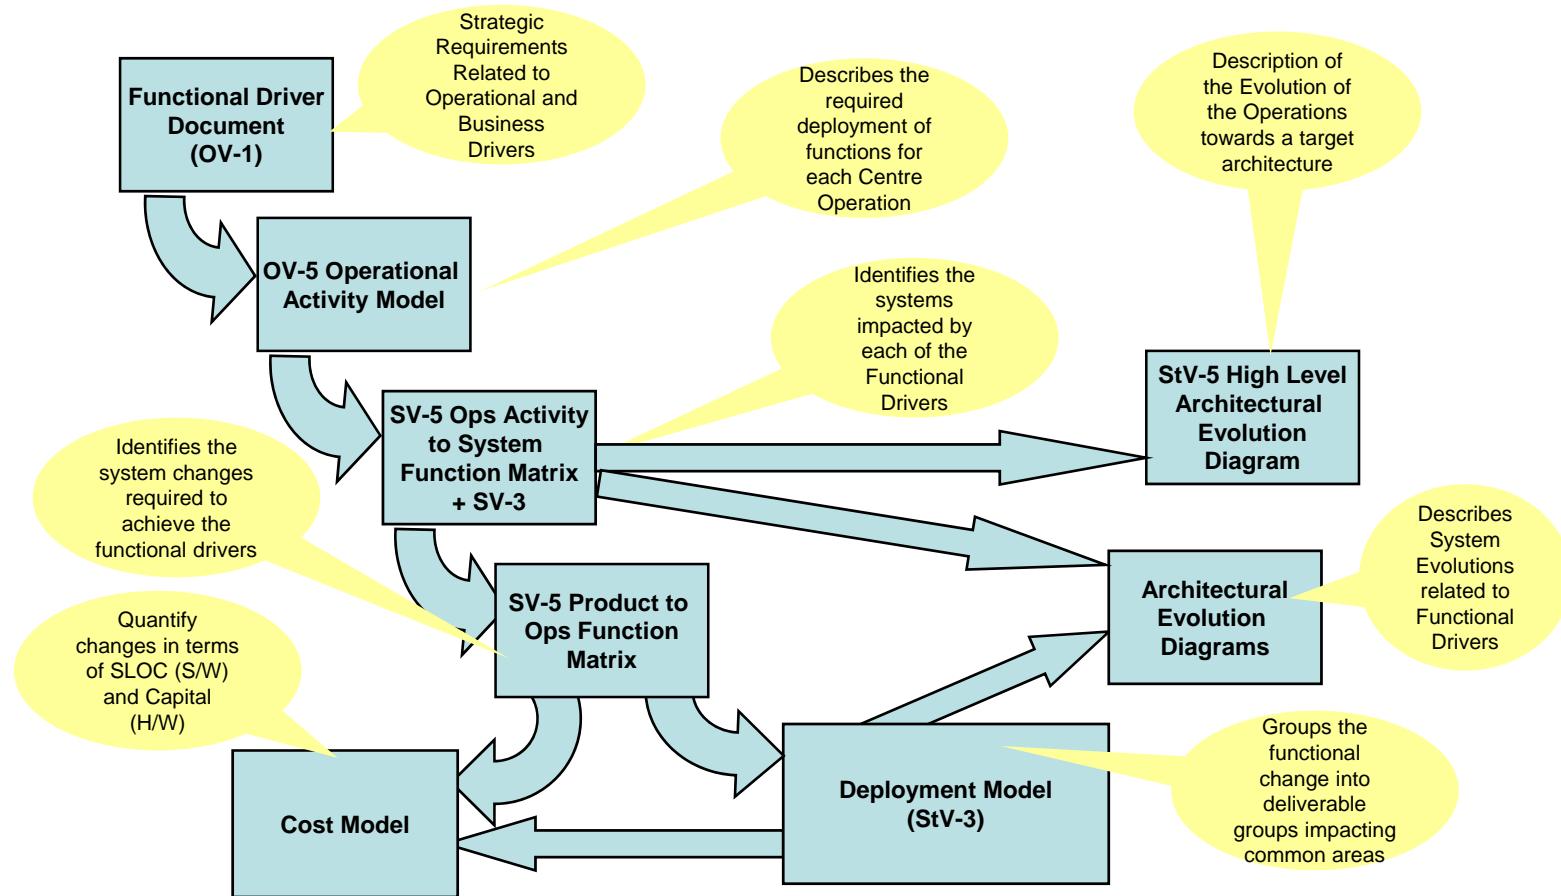 Strategic
Requirements
Related to
Operational and
Business
Drivers
Functional Driver
Document
(OV-1)
Describes the
required
deployment of
functions for
each Centre
Operation
Description of
the Evolution of
the Operations
towards a target
architecture
OV-5 Operational
Activity Model
Identifies the
systems
impacted by
each of the
Functional
Drivers
StV-5 High Level
Architectural
Evolution
Diagram
SV-5 Ops Activity
to System
Function Matrix
+ SV-3
Identifies the
system changes
required to
achieve the
functional drivers
Describes
System
Evolutions
related to
Functional
Drivers
Architectural
Evolution
Diagrams
SV-5 Product to
Ops Function
Matrix
Quantify
changes in terms
of SLOC (S/W)
and Capital
(H/W)
Groups the
functional
change into
deliverable
groups impacting
common areas
Deployment Model
(StV-3)
Cost Model